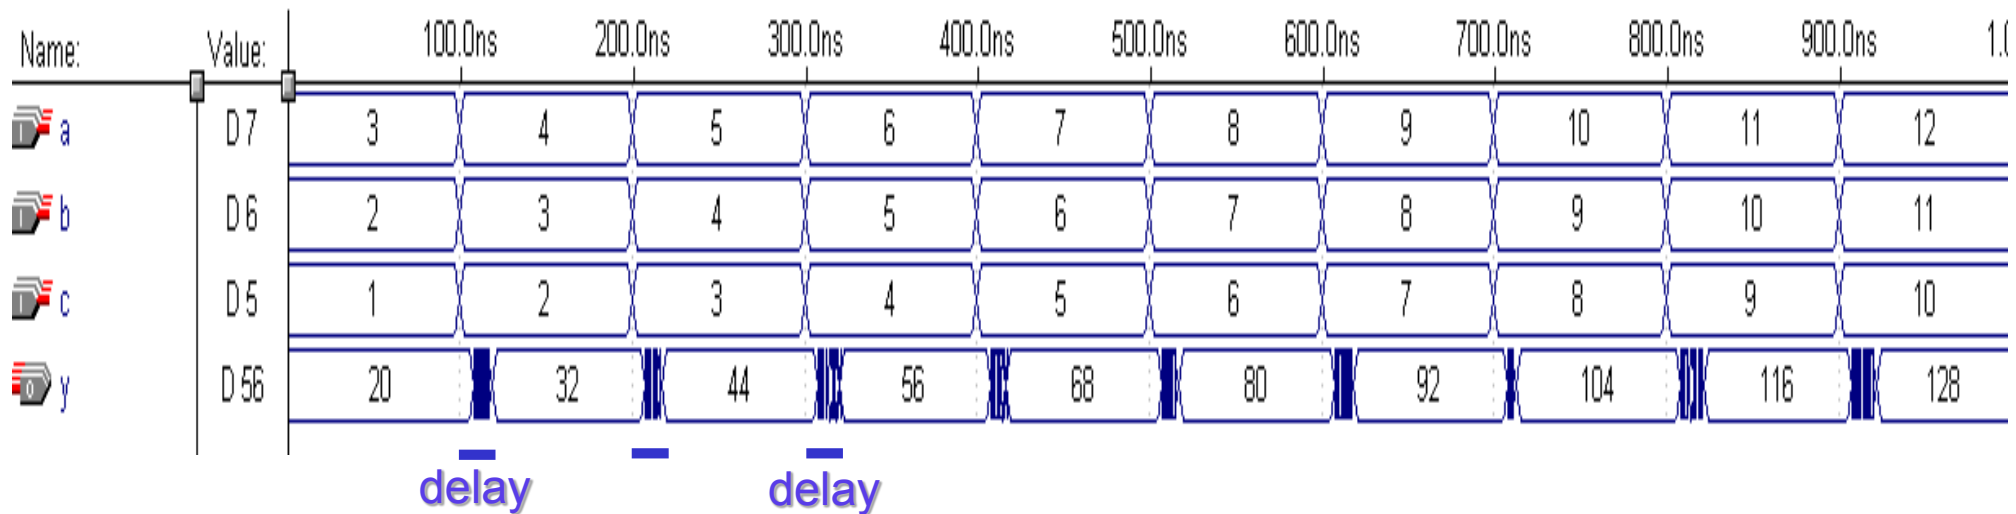 Name: Value: 100.0ns 200.0ns 300.0ns 400.0ns 500.0ns 600.0ns 700.0ns 800.0ns 900.0ns 1.0
I a D 7 3 4 5 6 7 8 9 10 11 12
I b D 6 2 3 4 5 6 7 8 9 10 11
I c D 5 1 2 3 4 5 6 7 8 9 10
O y D 56 20 32 44 56 68 80 92 104 116 128
delay delay